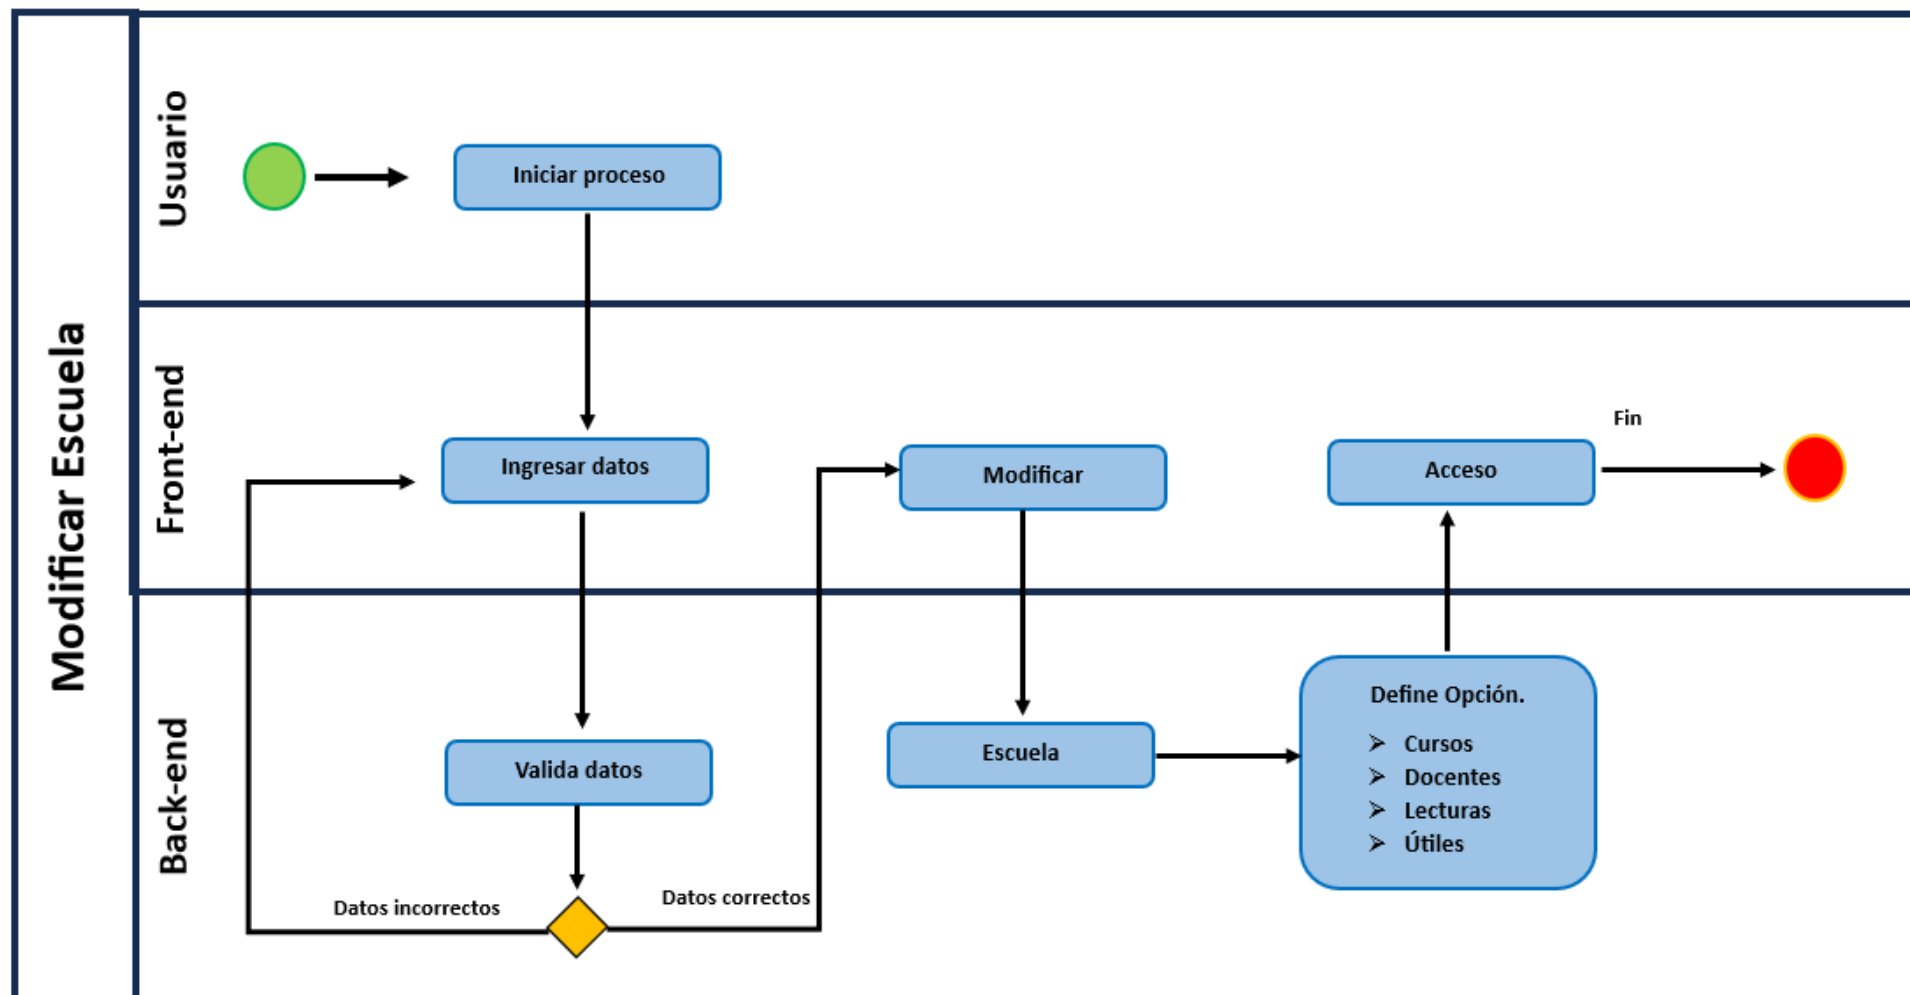 Modificar Escuela
Usuario
Iniciar proceso
Front-end
Ingresar datos
Modificar
Acceso
Fin
Back-end
Valida datos
Datos incorrectos
Datos correctos
Escuela
Define Opción.
Cursos
Docentes
Lecturas
Útiles